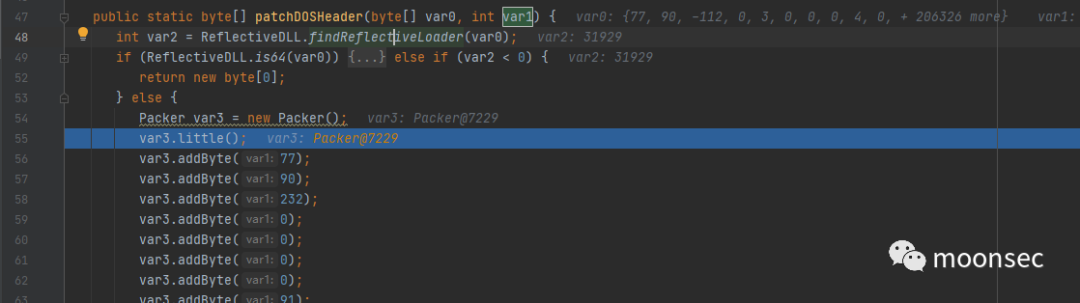 47 public static byte[] patchDOSHeader(byte[] var0, int var1) { var0: {77, 90, -112, 0, 3, 0, 0, 0, 4, 0, + 206326 more} var1:
48 int var2 = ReflectiveDLL.findReflectiveLoader(var0); var2: 31929
49 if (ReflectiveDLL.is64(var0)) {...} else if (var2 < 0) { var2: 31929
52 return new byte[0];
53 } else {
54 Packer var3 = new Packer(); var3: Packer@7229
55 var3.little(); var3: Packer@7229
56 var3.addByte( var1: 77);
57 var3.addByte( var1: 90);
58 var3.addByte( var1: 232);
59 var3.addByte( var1: 0);
60 var3.addByte( var1: 0);
61 var3.addByte( var1: 0);
62 var3.addByte( var1: 0);
63 var3.addByte( var1: 91);
moonsec